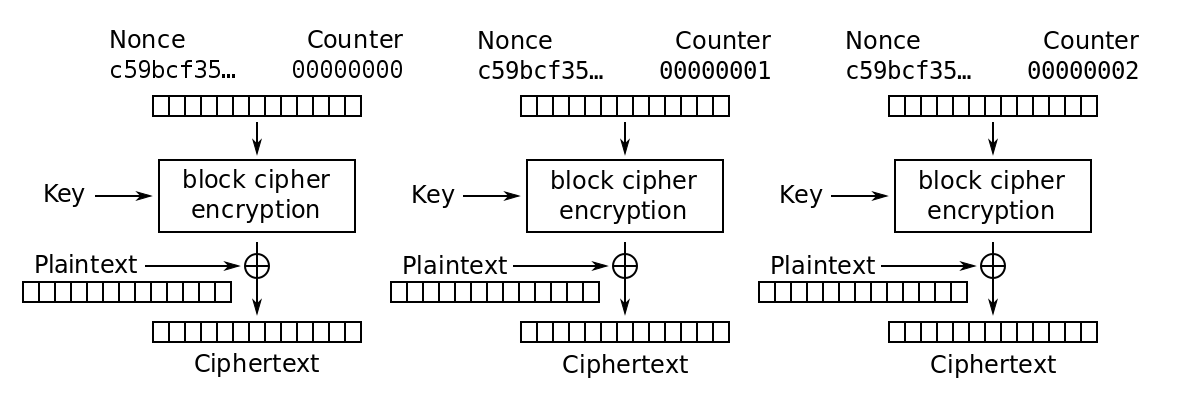 Nonce Counter Nonce Counter Nonce Counter
c59bcf35… 00000000 c59bcf35… 00000001 c59bcf35… 00000002
block cipher block cipher block cipher
Key encryption Key encryption Key encryption
Plaintext Plaintext Plaintext
Ciphertext Ciphertext Ciphertext